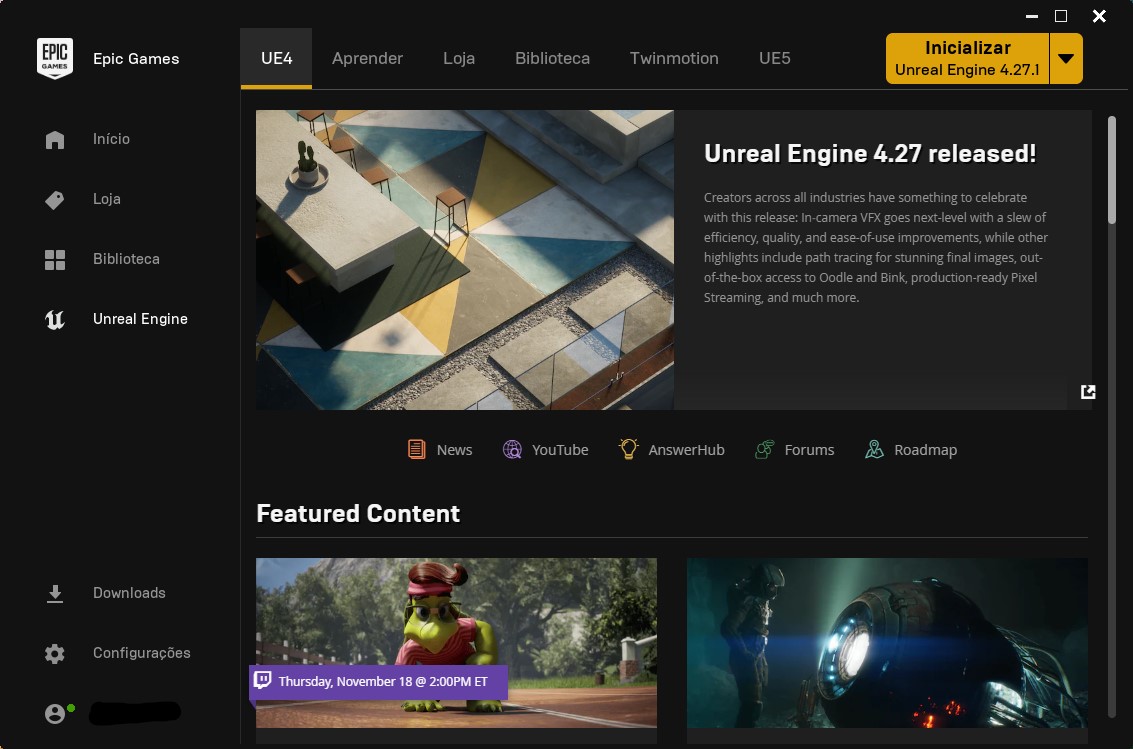 EPIC
GAMES
Epic Games
Início
Loja
Biblioteca
Unreal Engine
Downloads
Configurações
UE4
Aprender
Loja
Biblioteca
Twinmotion
UE5
Inicializar
Unreal Engine 4.27.1
Unreal Engine 4.27 released!
Creators across all industries have something to celebrate
with this release: In-camera VFX goes next-level with a slew of
efficiency, quality, and ease-of-use improvements, while other
highlights include path tracing for stunning final images, out-
of-the-box access to Oodle and Bink, production-ready Pixel
Streaming, and much more.
News
YouTube
AnswerHub
Forums
Roadmap
Featured Content
Thursday, November 18 @ 2:00PM ET